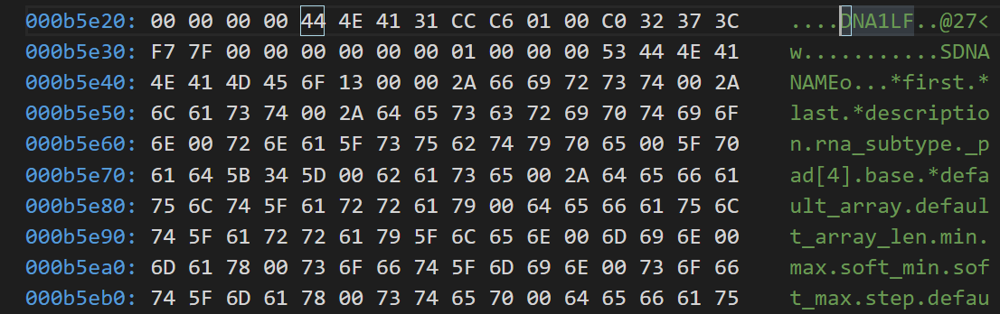 000b5e20: 00 00 00 00 44 4E 41 31 CC C6 01 00 C0 32 37 3C ....DNA1LF..@27<
000b5e30: F7 7F 00 00 00 00 00 00 01 00 00 00 53 44 4E 41 w...........SDNA
000b5e40: 4E 41 4D 45 6F 13 00 00 2A 66 69 72 73 74 00 2A NAMEo...*first.*
000b5e50: 6C 61 73 74 00 2A 64 65 73 63 72 69 70 74 69 6F last.*descriptio
000b5e60: 6E 00 72 6E 61 5F 73 75 62 74 79 70 65 00 5F 70 n.rna_subtype._p
000b5e70: 61 64 5B 34 5D 00 62 61 73 65 00 2A 64 65 66 61 ad[4].base.*defa
000b5e80: 75 6C 74 5F 61 72 72 61 79 00 64 65 66 61 75 6C ult_array.defaul
000b5e90: 74 5F 61 72 72 61 79 5F 6C 65 6E 00 6D 69 6E 00 t_array_len.min.
000b5ea0: 6D 61 78 00 73 6F 66 74 5F 6D 69 6E 00 73 6F 66 max.soft_min.sof
000b5eb0: 74 5F 6D 61 78 00 73 74 65 70 00 64 65 66 61 75 t_max.step.defau